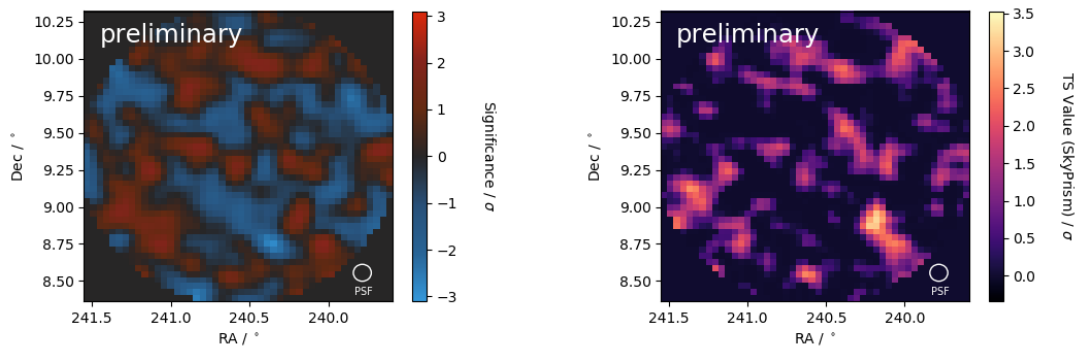 preliminary
10.25
10.00
9.75
9.50
9.25
9.00
8.75
8.50
Dec / °
241.5 241.0 240.5 240.0
RA / °
PSF
3
2
1
0
−1
−2
−3
Significance / σ
preliminary
10.25
10.00
9.75
9.50
9.25
9.00
8.75
8.50
Dec / °
241.5 241.0 240.5 240.0
RA / °
PSF
3.5
3.0
2.5
2.0
1.5
1.0
0.5
0.0
TS Value (SkyPrism) / σ